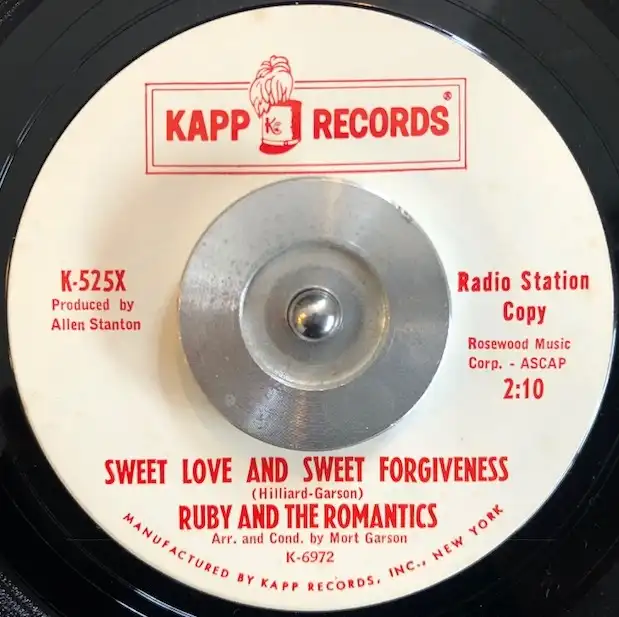 KAPP K RECORDS®
K-525X
Produced by
Allen Stanton
Radio Station
Copy
Rosewood Music
Corp. - ASCAP
2:10
SWEET LOVE AND SWEET FORGIVENESS
(Hilliard-Garson)
RUBY AND THE ROMANTICS
Arr. and Cond. by Mort Garson
K-6972
MANUFACTURED BY KAPP RECORDS, INC., NEW YORK